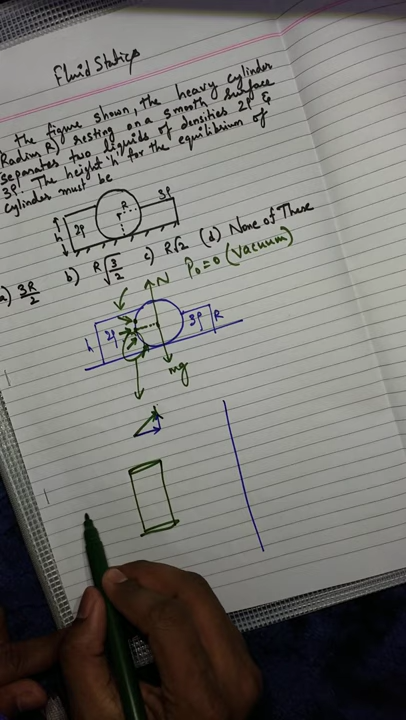 Fluid Statics
the figure shown, the heavy cylinder
Radius R) resting on a smooth surface
separates two liquids of densities 2ρ &
3ρ. The height 'h' for the equilibrium of
cylinder must be
h 2ρ R 3ρ
a) 3R/2 b) R√(3/2) c) R√2 (d) None of These
N P₀=0 (vacuum)
h 2ρ 3ρ R
mg